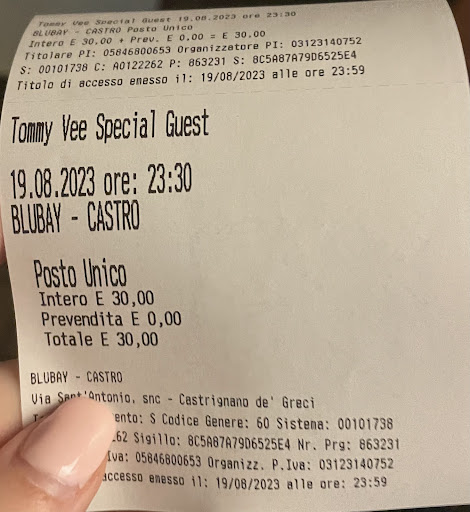 Tommy Vee Special Guest 19.08.2023 ore 23:30
BLUBAY - CASTRO Posto Unico
Intero E 30,00 + Prev. E 0,00 = E 30,00
Titolare PI: 05846800653 Organizzatore PI: 03123140752
S: 00101738 C: A0122262 P: 863231 S: 8C5A87A79D6525E4
Titolo di accesso emesso il: 19/08/2023 alle ore: 23:59
Tommy Vee Special Guest
19.08.2023 ore: 23:30
BLUBAY - CASTRO
Posto Unico
Intero E 30,00
Prevendita E 0,00
Totale E 30,00
BLUBAY - CASTRO
Via Sant'Antonio, snc - Castrignano de' Greci
ento: S Codice Genere: 60 Sistema: 00101738
262 Sigillo: 8C5A87A79D6525E4 Nr. Prg: 863231
Iva: 05846800653 Organizz. P.Iva: 03123140752
accesso emesso il: 19/08/2023 alle ore: 23:59